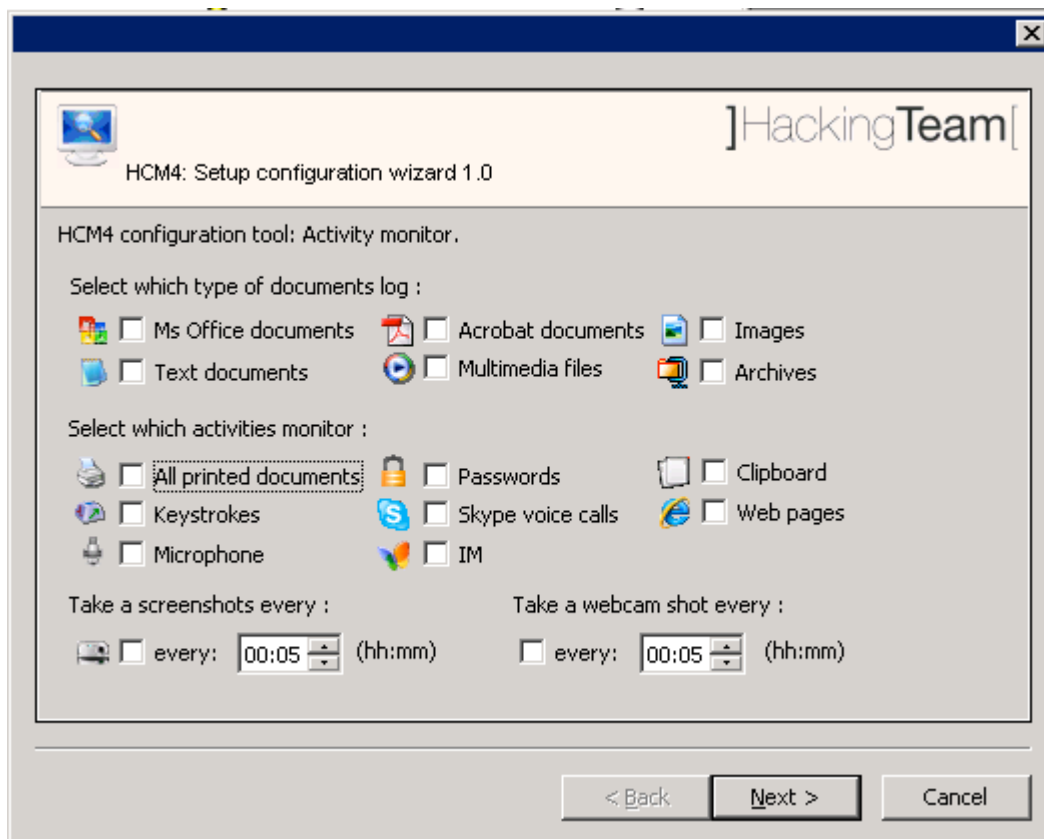 ]HackingTeam[
HCM4: Setup configuration wizard 1.0
HCM4 configuration tool: Activity monitor.
Select which type of documents log :
Ms Office documents
Acrobat documents
Images
Text documents
Multimedia files
Archives
Select which activities monitor :
All printed documents
Passwords
Clipboard
Keystrokes
Skype voice calls
Web pages
Microphone
IM
Take a screenshots every :
Take a webcam shot every :
every: 00:05 (hh:mm)
every: 00:05 (hh:mm)
< Back
Next >
Cancel